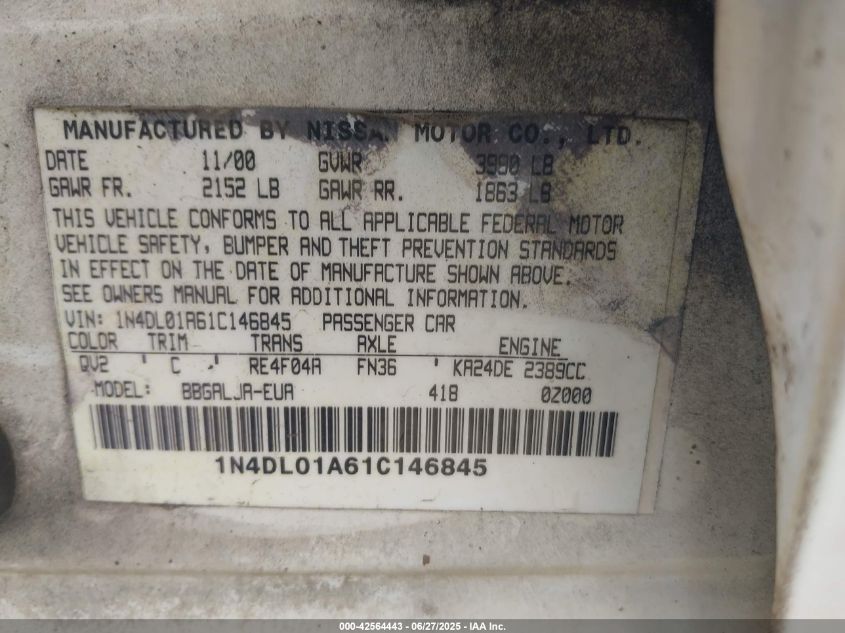 MANUFACTURED BY NISSAN MOTOR CO., LTD.
DATE 11/00 GVWR 3980 LB
GAWR FR. 2152 LB GAWR RR. 1863 LB
THIS VEHICLE CONFORMS TO ALL APPLICABLE FEDERAL MOTOR
VEHICLE SAFETY, BUMPER AND THEFT PREVENTION STANDARDS
IN EFFECT ON THE DATE OF MANUFACTURE SHOWN ABOVE.
SEE OWNERS MANUAL FOR ADDITIONAL INFORMATION.
VIN: 1N4DL01A61C146845 PASSENGER CAR
COLOR TRIM TRANS AXLE ENGINE
QV2 ' C ' RE4F04A FN36 ' KA24DE 2389CC
MODEL: BBGALJA-EUA 418 0Z000
1N4DL01A61C146845
000-42564443 - 06/27/2025 - IAA Inc.